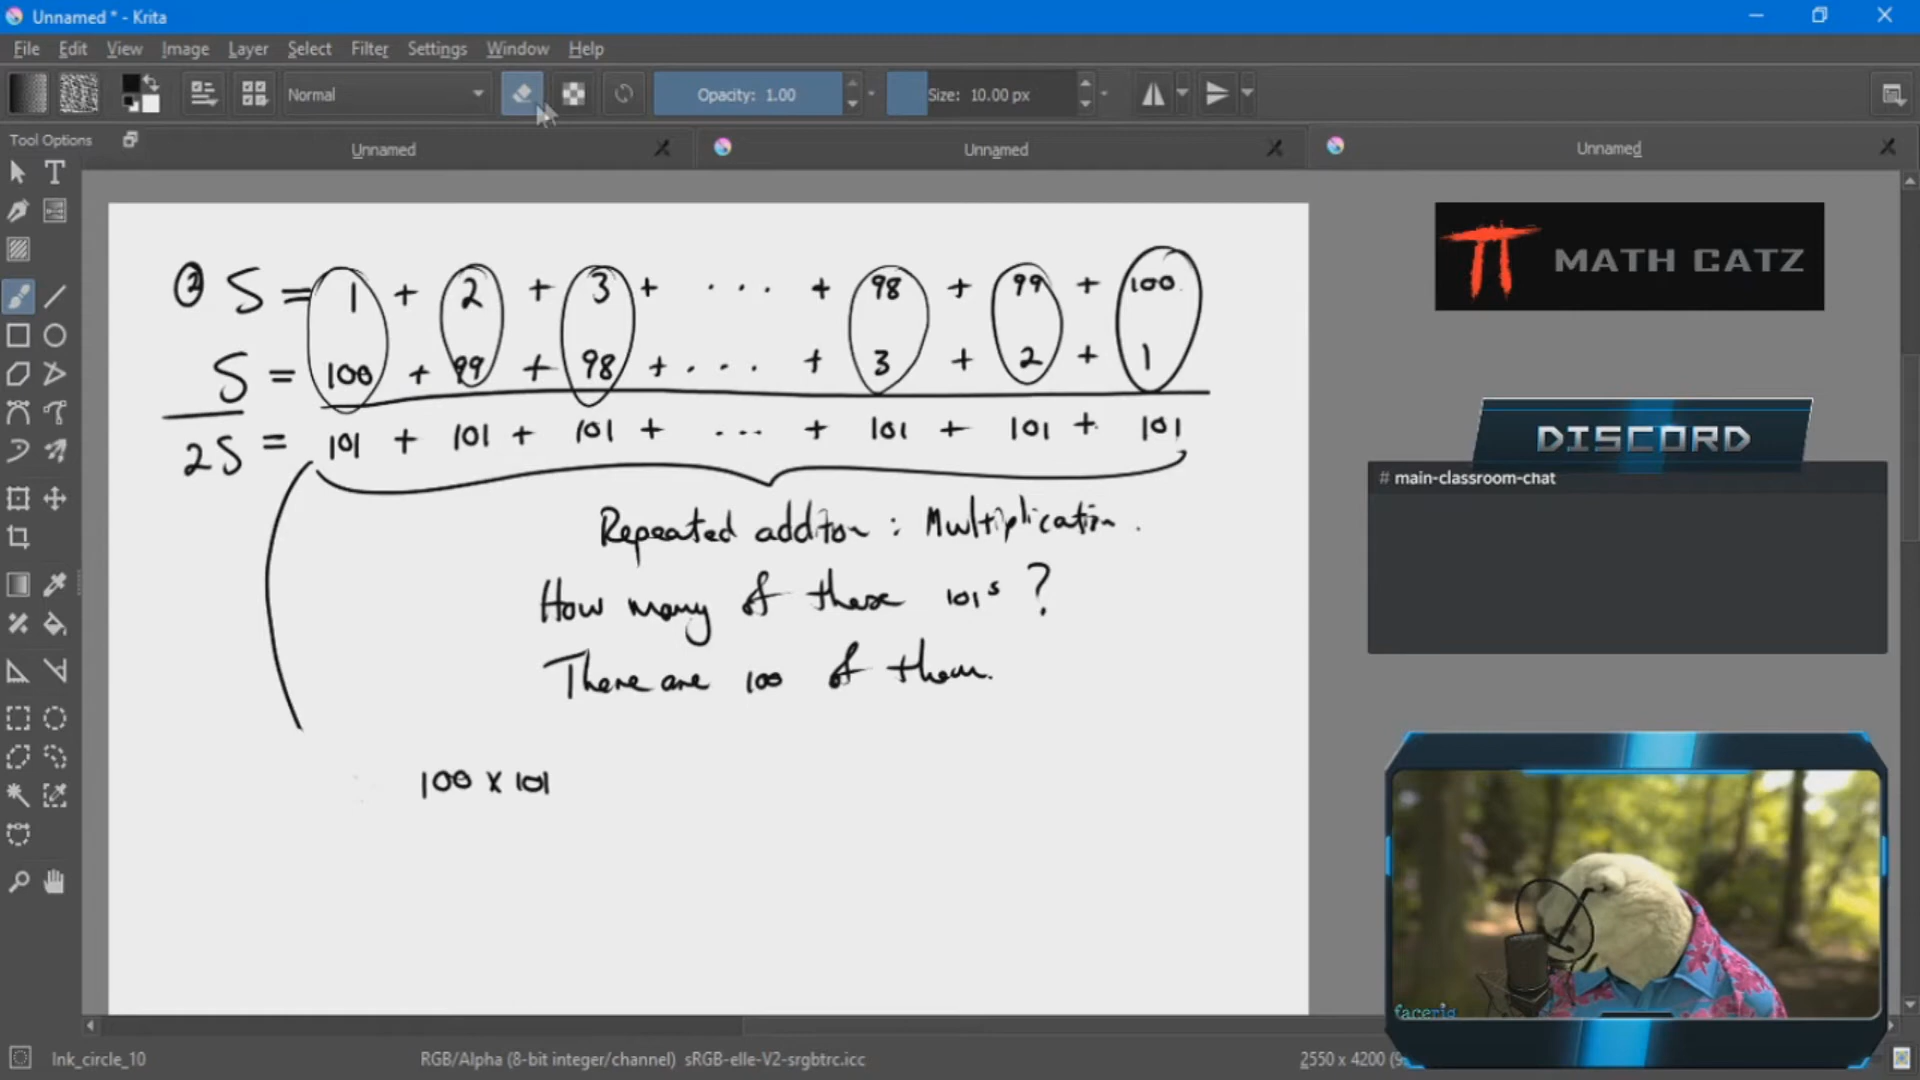 Unnamed * - Krita
File Edit View Image Layer Select Filter Settings Window Help
Normal Opacity: 1.00 Size: 10.00 px
Tool Options
Unnamed Unnamed Unnamed
② S = 1 + 2 + 3 + ... + 98 + 99 + 100
S = 100 + 99 + 98 + ... + 3 + 2 + 1
2S = 101 + 101 + 101 + ... + 101 + 101 + 101
Repeated additon : Multiplication.
How many of these 101s ?
There are 100 of them.
100 x 101
π MATH CATZ
DISCORD
# main-classroom-chat
facerig
Ink_circle_10
RGB/Alpha (8-bit integer/channel) sRGB-elle-V2-srgbtrc.icc
2550 x 4200 (9